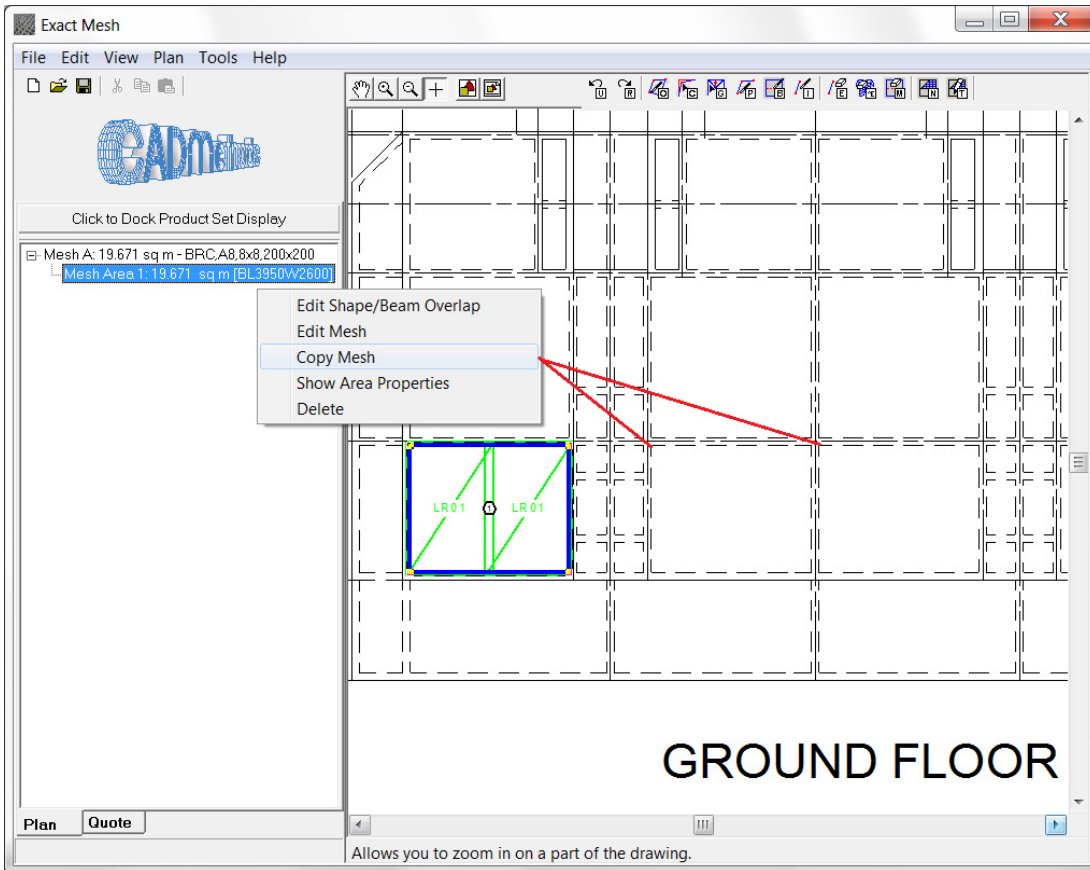 Exact Mesh
File Edit View Plan Tools Help
CADMethods
Click to Dock Product Set Display
Mesh A: 19.671 sq m - BRC,A8,8x8,200x200
Mesh Area 1: 19.671 sq m [BL3950W2600]
Edit Shape/Beam Overlap
Edit Mesh
Copy Mesh
Show Area Properties
Delete
LR01 1 LR01
GROUND FLOOR
Plan Quote
Allows you to zoom in on a part of the drawing.